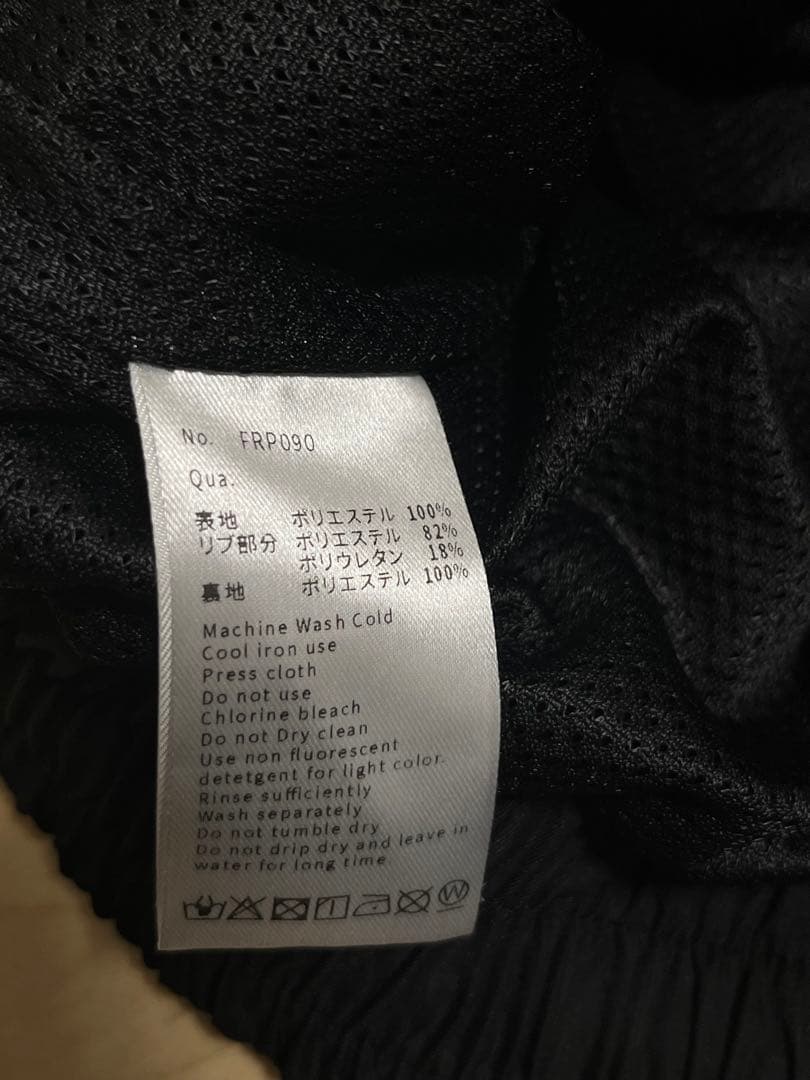 No. FRP090
Qua.
表地 ポリエステル 100%
リブ部分 ポリエステル 82%
ポリウレタン 18%
裏地 ポリエステル 100%
Machine Wash Cold
Cool iron use
Press cloth
Do not use
Chlorine bleach
Do not Dry clean
Use non fluorescent
detetgent for light color.
Rinse sufficiently
Wash separately
Do not tumble dry
Do not drip dry and leave in
water for long time
W